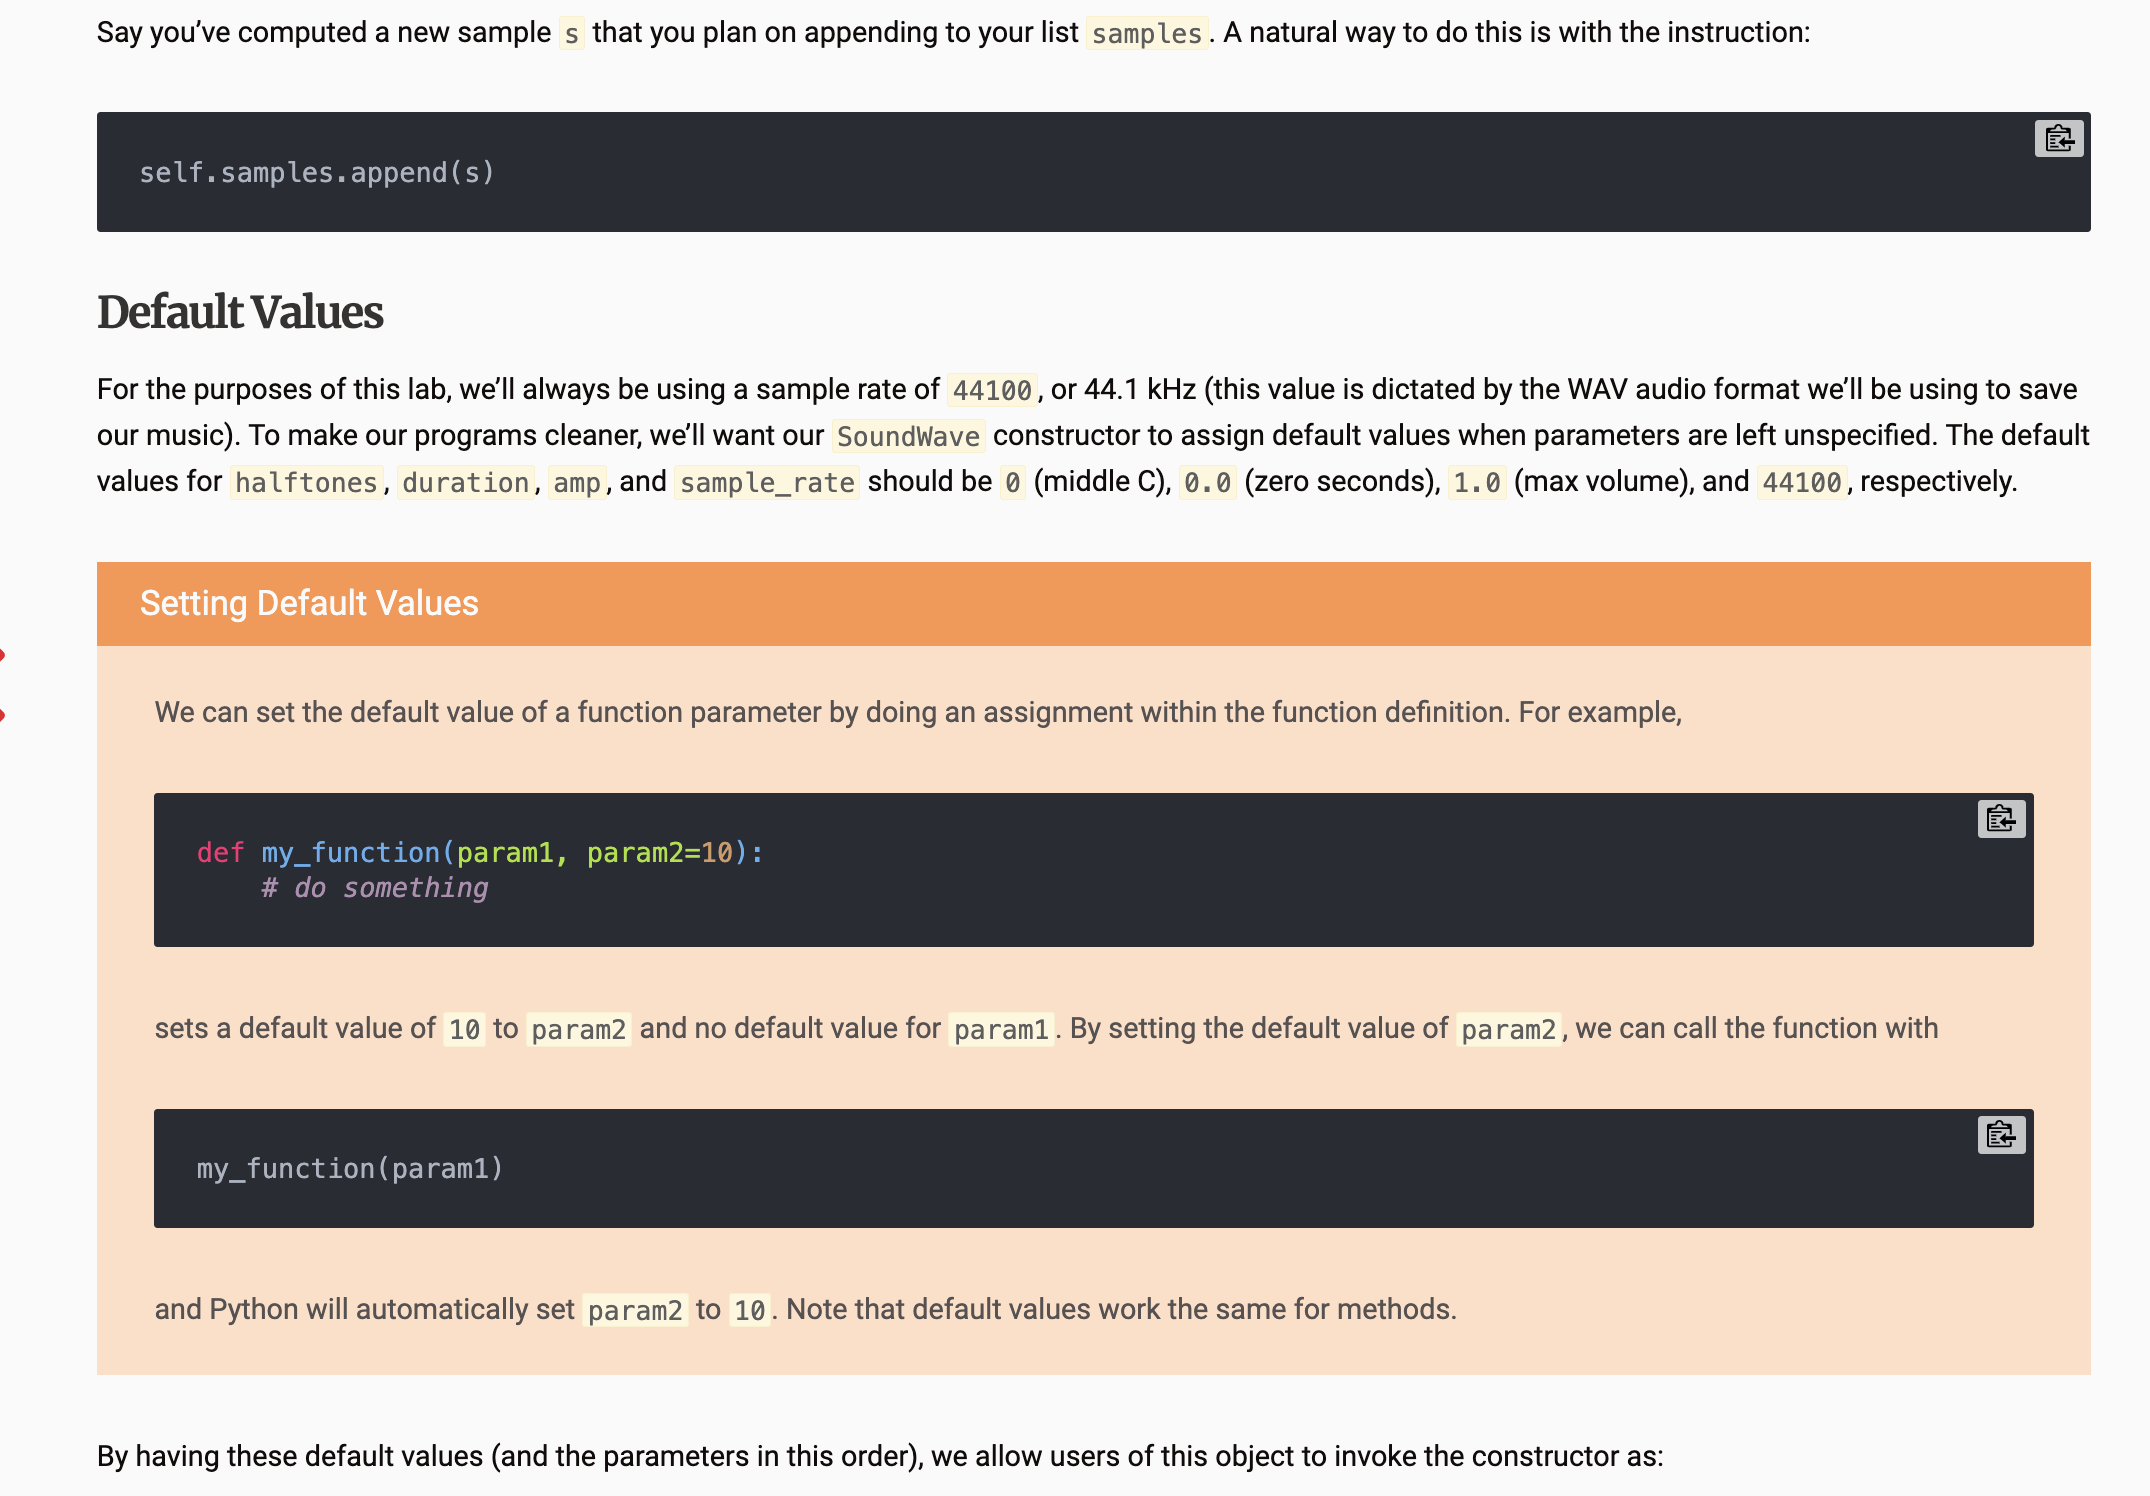 Say you’ve computed a new sample s that you plan on appending to your list samples. A natural way to do this is with the instruction:
self.samples.append(s)
Default Values
For the purposes of this lab, we’ll always be using a sample rate of 44100, or 44.1 kHz (this value is dictated by the WAV audio format we’ll be using to save
our music). To make our programs cleaner, we’ll want our SoundWave constructor to assign default values when parameters are left unspecified. The default
values for halftones, duration, amp, and sample_rate should be 0 (middle C), 0.0 (zero seconds), 1.0 (max volume), and 44100, respectively.
Setting Default Values
We can set the default value of a function parameter by doing an assignment within the function definition. For example,
def my_function(param1, param2=10):
    # do something
sets a default value of 10 to param2 and no default value for param1. By setting the default value of param2, we can call the function with
my_function(param1)
and Python will automatically set param2 to 10. Note that default values work the same for methods.
By having these default values (and the parameters in this order), we allow users of this object to invoke the constructor as: